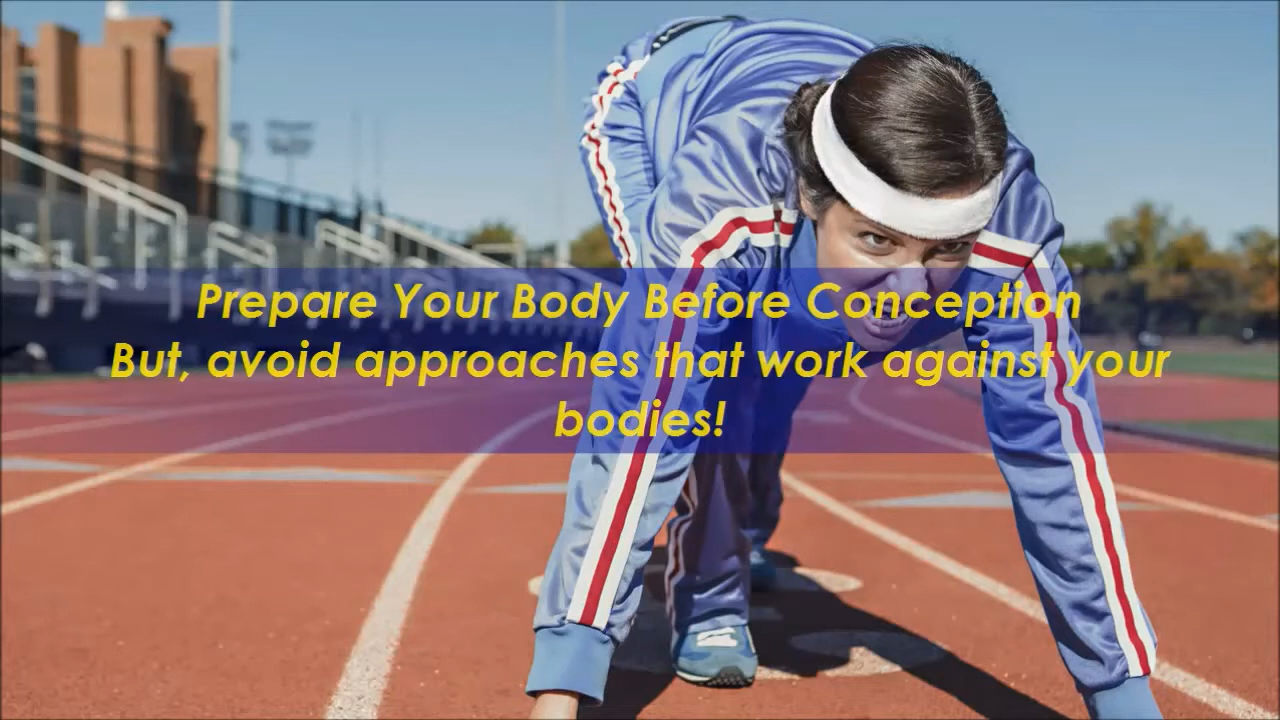 Prepare Your Body Before Conception
But, avoid approaches that work against your
bodies!